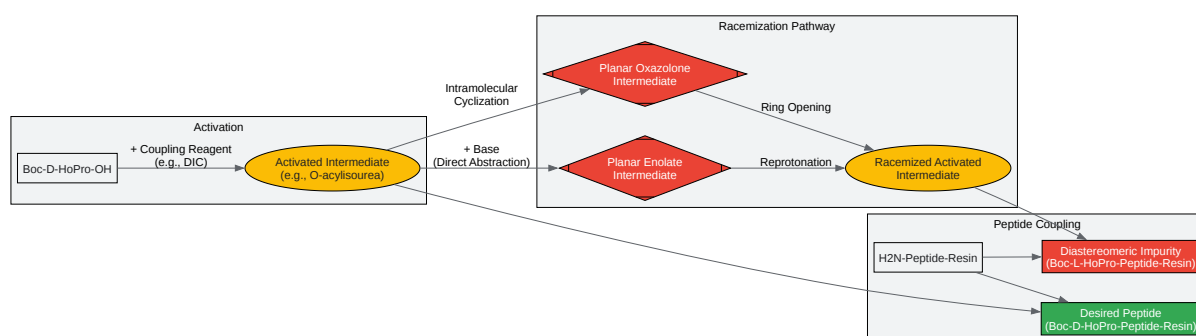 Racemization Pathway
Planar Oxazolone
Intermediate
Intramolecular
Cyclization
Ring Opening
Activation
+ Coupling Reagent
(e.g., DIC)
Boc-D-HoPro-OH
Activated Intermediate
(e.g., O-acylisourea)
+ Base
(Direct Abstraction)
Planar Enolate
Intermediate
Reprotonation
Racemized Activated
Intermediate
Peptide Coupling
H2N-Peptide-Resin
Diastereomeric Impurity
(Boc-L-HoPro-Peptide-Resin)
Desired Peptide
(Boc-D-HoPro-Peptide-Resin)